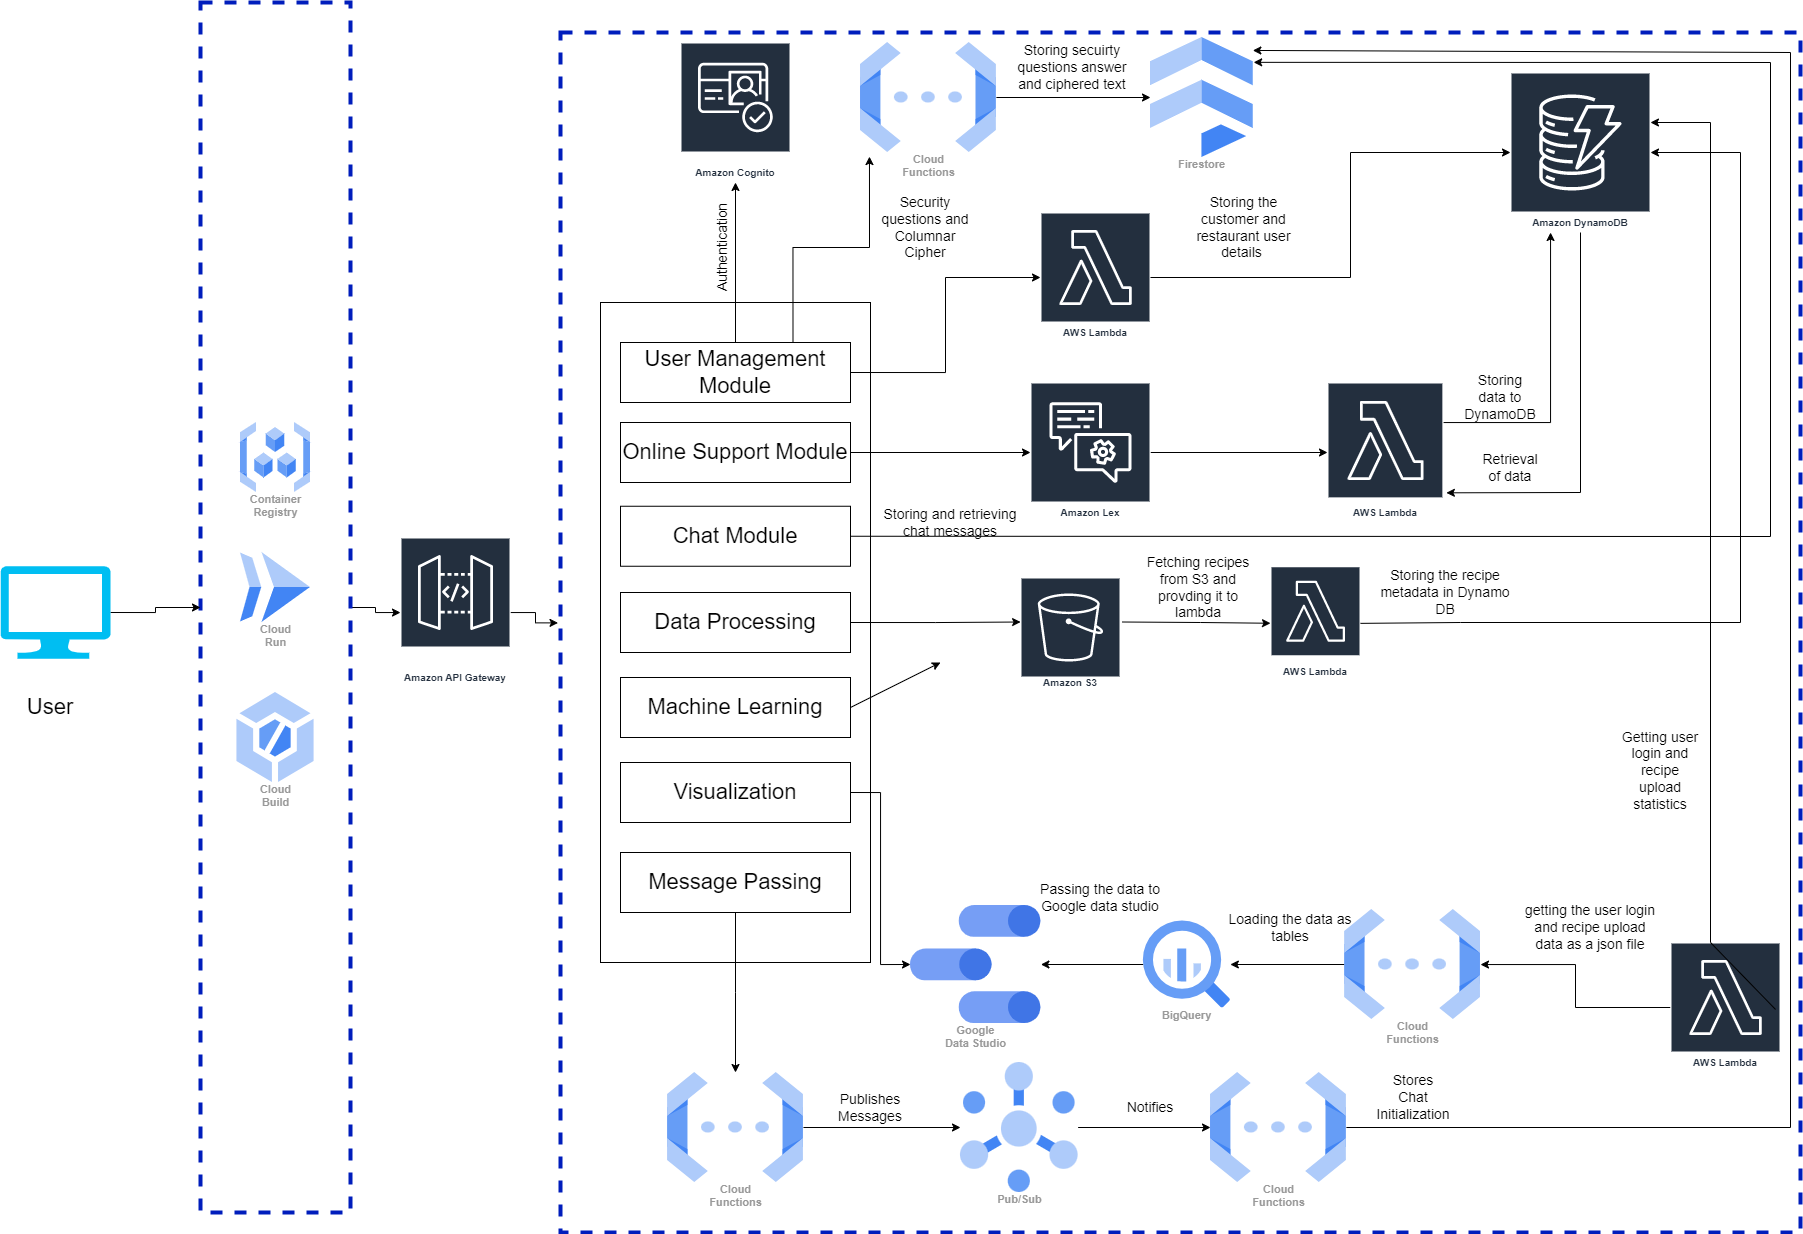 User
Container
Registry
Cloud
Run
Cloud
Build
Amazon API Gateway
Amazon Cognito
Authentication
Cloud
Functions
Security
questions and
Columnar
Cipher
Storing secuirty
questions answer
and ciphered text
Firestore
Storing the
customer and
restaurant user
details
AWS Lambda
Amazon DynamoDB
User Management
Module
Online Support Module
Chat Module
Data Processing
Machine Learning
Visualization
Message Passing
Amazon Lex
AWS Lambda
Storing
data to
DynamoDB
Retrieval
of data
Storing and retrieving
chat messages
Amazon S3
Fetching recipes
from S3 and
provding it to
lambda
AWS Lambda
Storing the recipe
metadata in Dynamo
DB
Getting user
login and
recipe
upload
statistics
Google
Data Studio
Passing the data to
Google data studio
BigQuery
Loading the data as
tables
Cloud
Functions
getting the user login
and recipe upload
data as a json file
AWS Lambda
Cloud
Functions
Publishes
Messages
Pub/Sub
Notifies
Cloud
Functions
Stores
Chat
Initialization